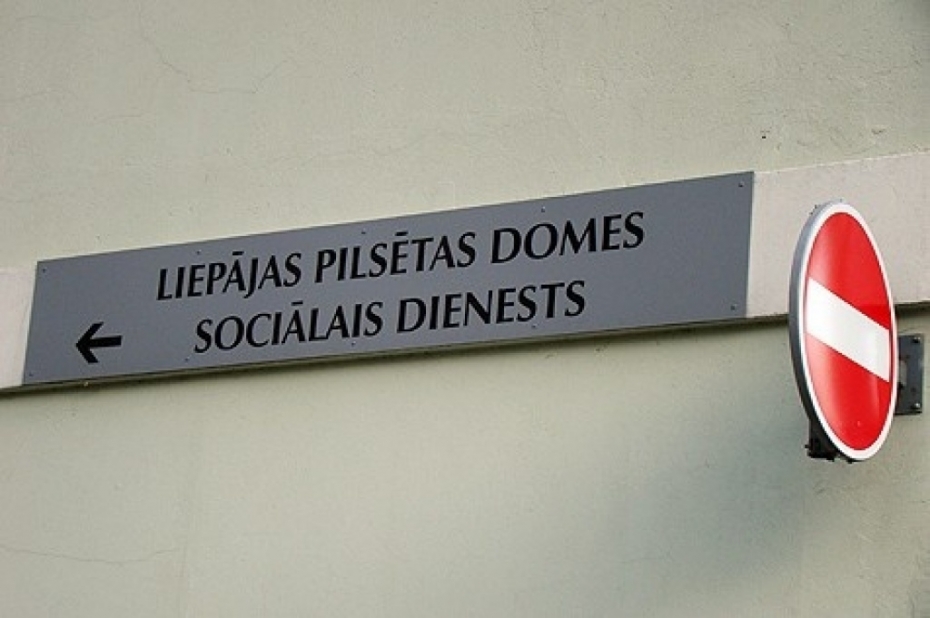 LIEPĀJAS PILSĒTAS DOMES
← SOCIĀLAIS DIENESTS